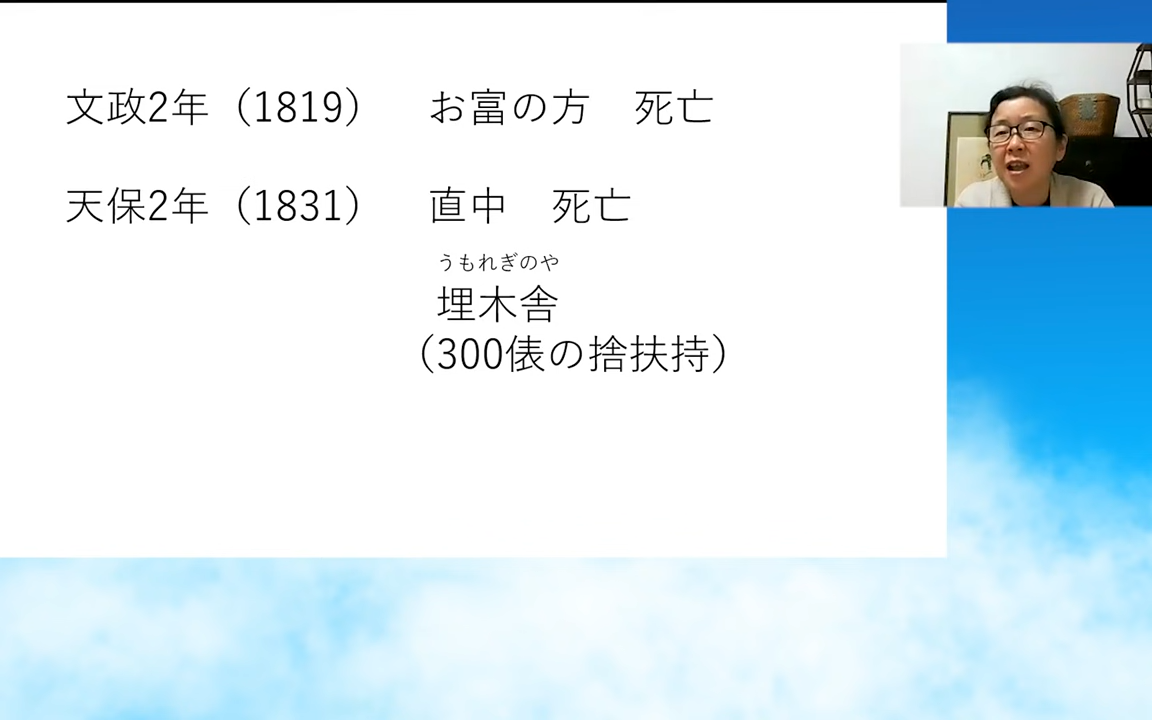 文政2年（1819）　お富の方　死亡
天保2年（1831）　直中　死亡
うもれぎのや
埋木舎
（300俵の捨扶持）